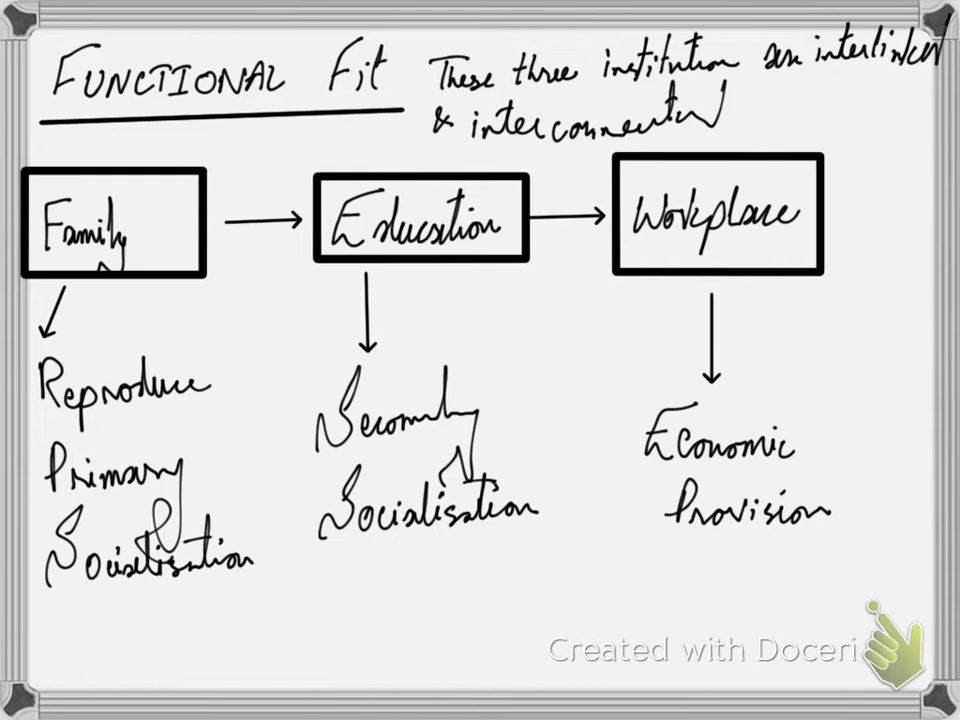 FUNCTIONAL Fit
These three institution are interlinked
& interconnected
Family
Education
Workplace
Reproduce
Primary
Socialisation
Secondary
Socialisation
Economic
Provision
Created with Doceri